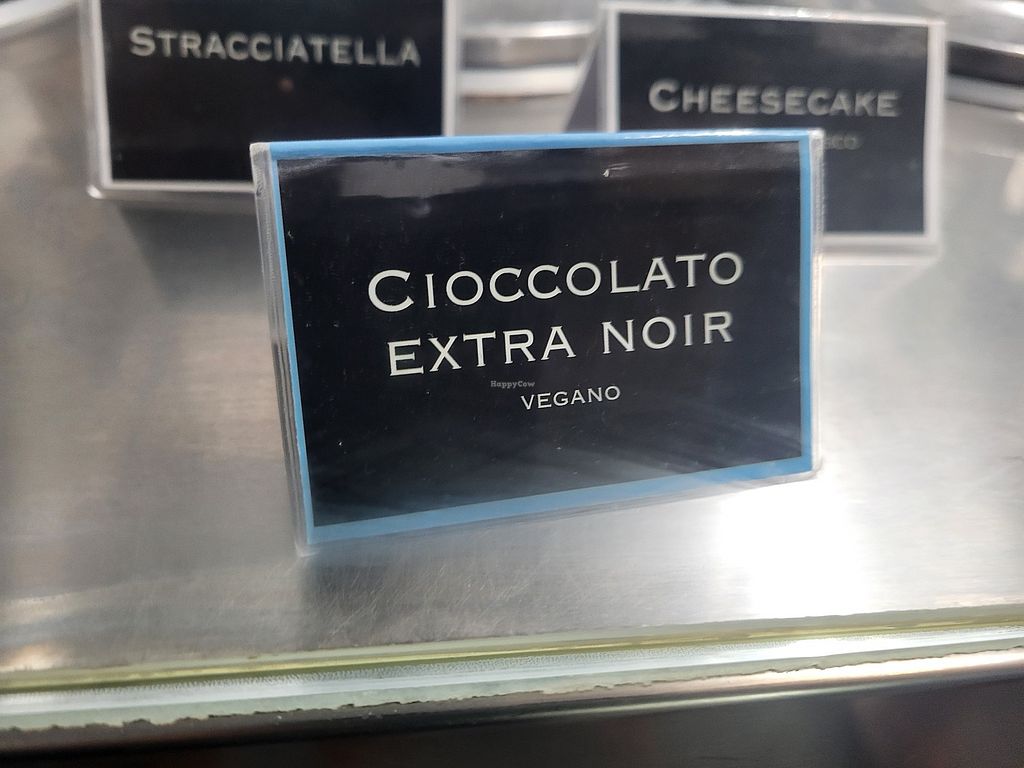 STRACCIATELLA
CHEESECAKE
CIOCCOLATO
EXTRA NOIR
HappyCow
VEGANO